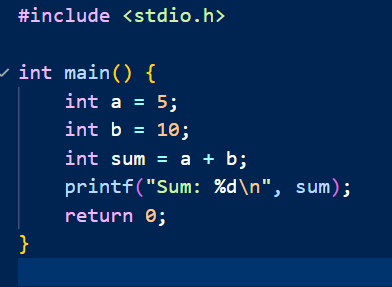 #include <stdio.h>

int main() {
    int a = 5;
    int b = 10;
    int sum = a + b;
    printf("Sum: %d\n", sum);
    return 0;
}